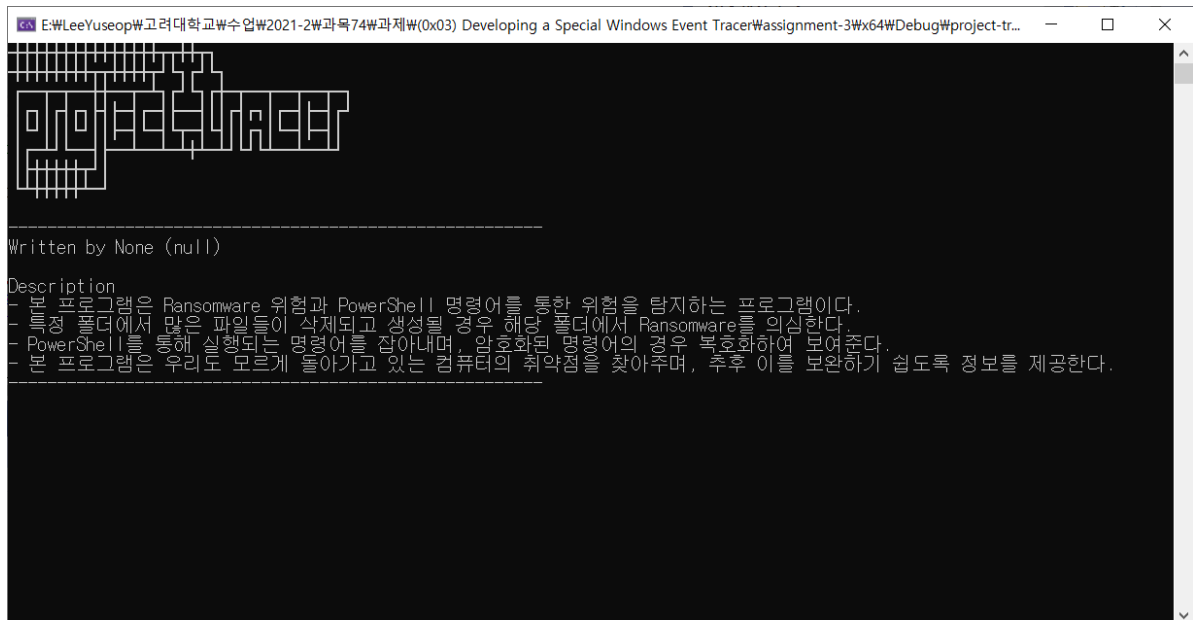 E:₩LeeYuseop₩고려대학교₩수업₩2021-2₩과목74₩과제₩(0x03) Developing a Special Windows Event Tracer₩assignment-3₩x64₩Debug₩project-tr...
project-tracer
Written by None (null)
Description
- 본 프로그램은 Ransomware 위험과 PowerShell 명령어를 통한 위험을 탐지하는 프로그램이다.
- 특정 폴더에서 많은 파일들이 삭제되고 생성될 경우 해당 폴더에서 Ransomware를 의심한다.
- PowerShell를 통해 실행되는 명령어를 잡아내며, 암호화된 명령어의 경우 복호화하여 보여준다.
- 본 프로그램은 우리도 모르게 돌아가고 있는 컴퓨터의 취약점을 찾아주며, 추후 이를 보완하기 쉽도록 정보를 제공한다.